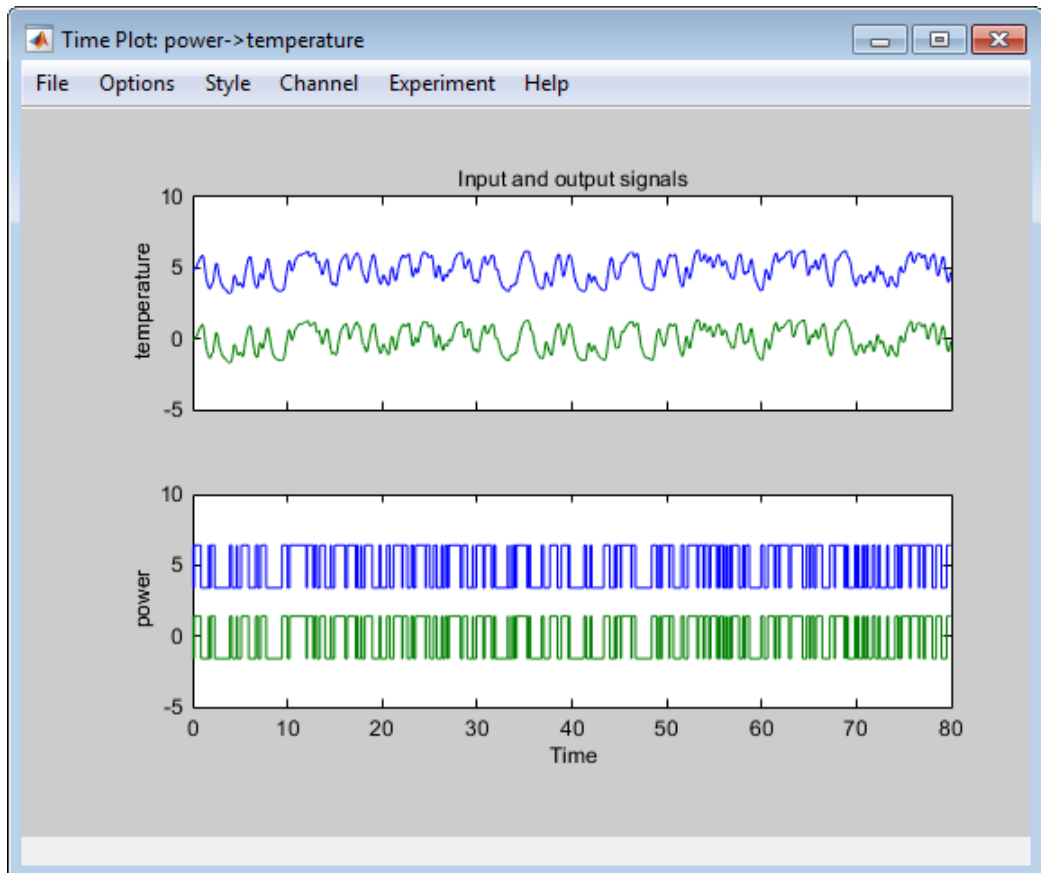 Time Plot: power->temperature
File Options Style Channel Experiment Help
Input and output signals
10
5
0
-5
temperature
10
5
0
-5
power
0 10 20 30 40 50 60 70 80
Time